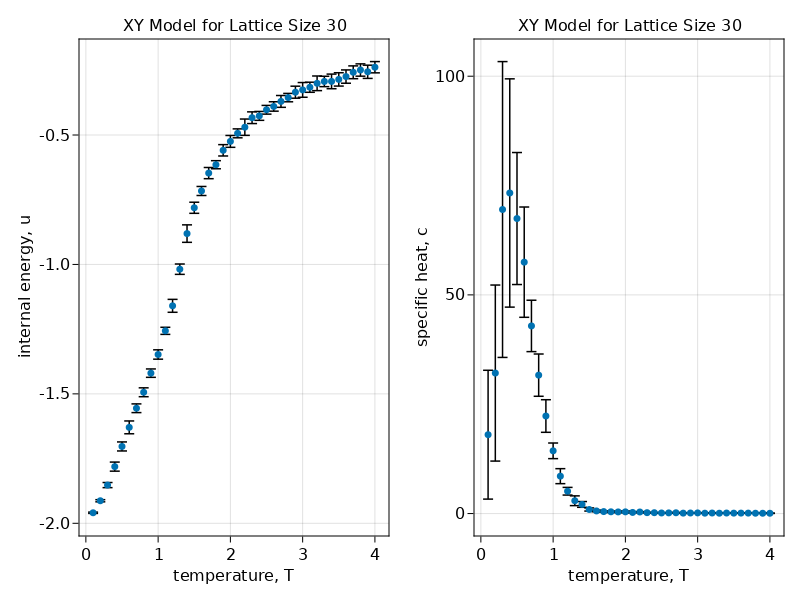 XY Model for Lattice Size 30
internal energy, u
-0.5
-1.0
-1.5
-2.0
0 1 2 3 4
temperature, T
XY Model for Lattice Size 30
specific heat, c
100
50
0
0 1 2 3 4
temperature, T